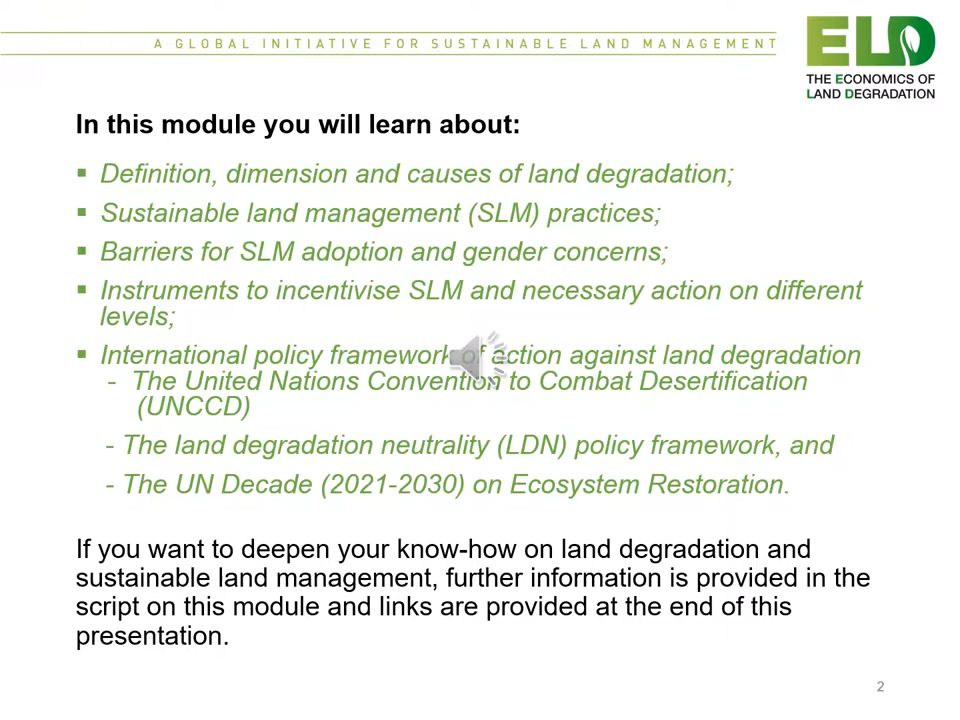 A GLOBAL INITIATIVE FOR SUSTAINABLE LAND MANAGEMENT
ELD
THE ECONOMICS OF
LAND DEGRADATION
In this module you will learn about:
▪ Definition, dimension and causes of land degradation;
▪ Sustainable land management (SLM) practices;
▪ Barriers for SLM adoption and gender concerns;
▪ Instruments to incentivise SLM and necessary action on different
levels;
▪ International policy framework of action against land degradation
- The United Nations Convention to Combat Desertification
(UNCCD)
- The land degradation neutrality (LDN) policy framework, and
- The UN Decade (2021-2030) on Ecosystem Restoration.
If you want to deepen your know-how on land degradation and
sustainable land management, further information is provided in the
script on this module and links are provided at the end of this
presentation.
2